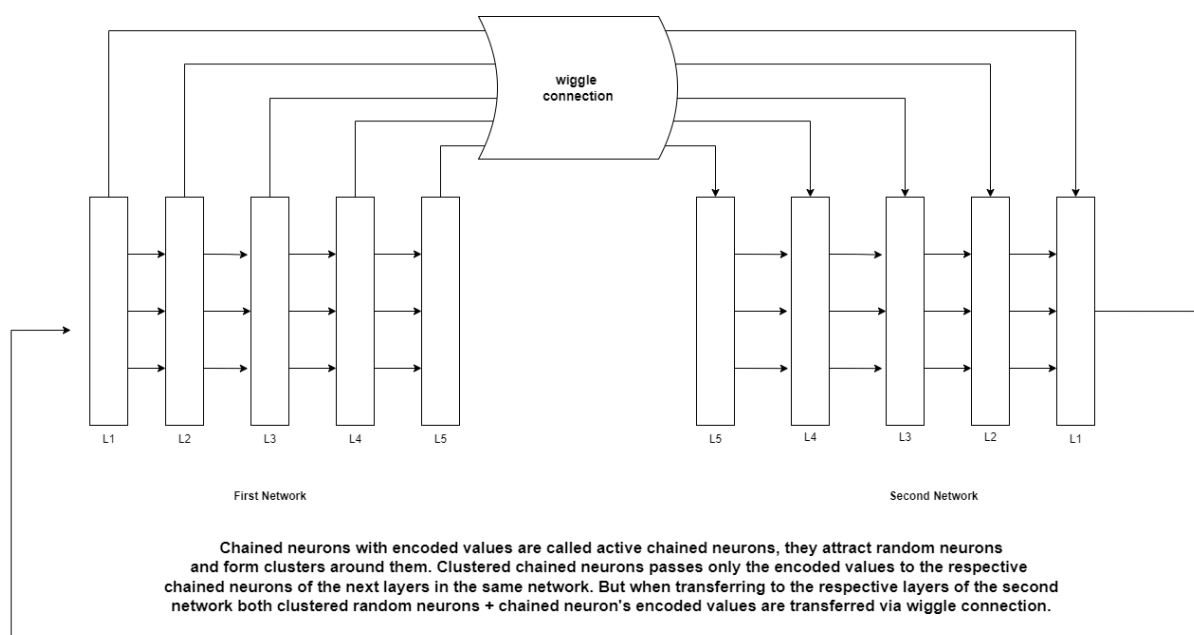 wiggle
connection
L1
L2
L3
L4
L5
L5
L4
L3
L2
L1
First Network
Second Network
Chained neurons with encoded values are called active chained neurons, they attract random neurons
and form clusters around them. Clustered chained neurons passes only the encoded values to the respective
chained neurons of the next layers in the same network. But when transferring to the respective layers of the second
network both clustered random neurons + chained neuron's encoded values are transferred via wiggle connection.